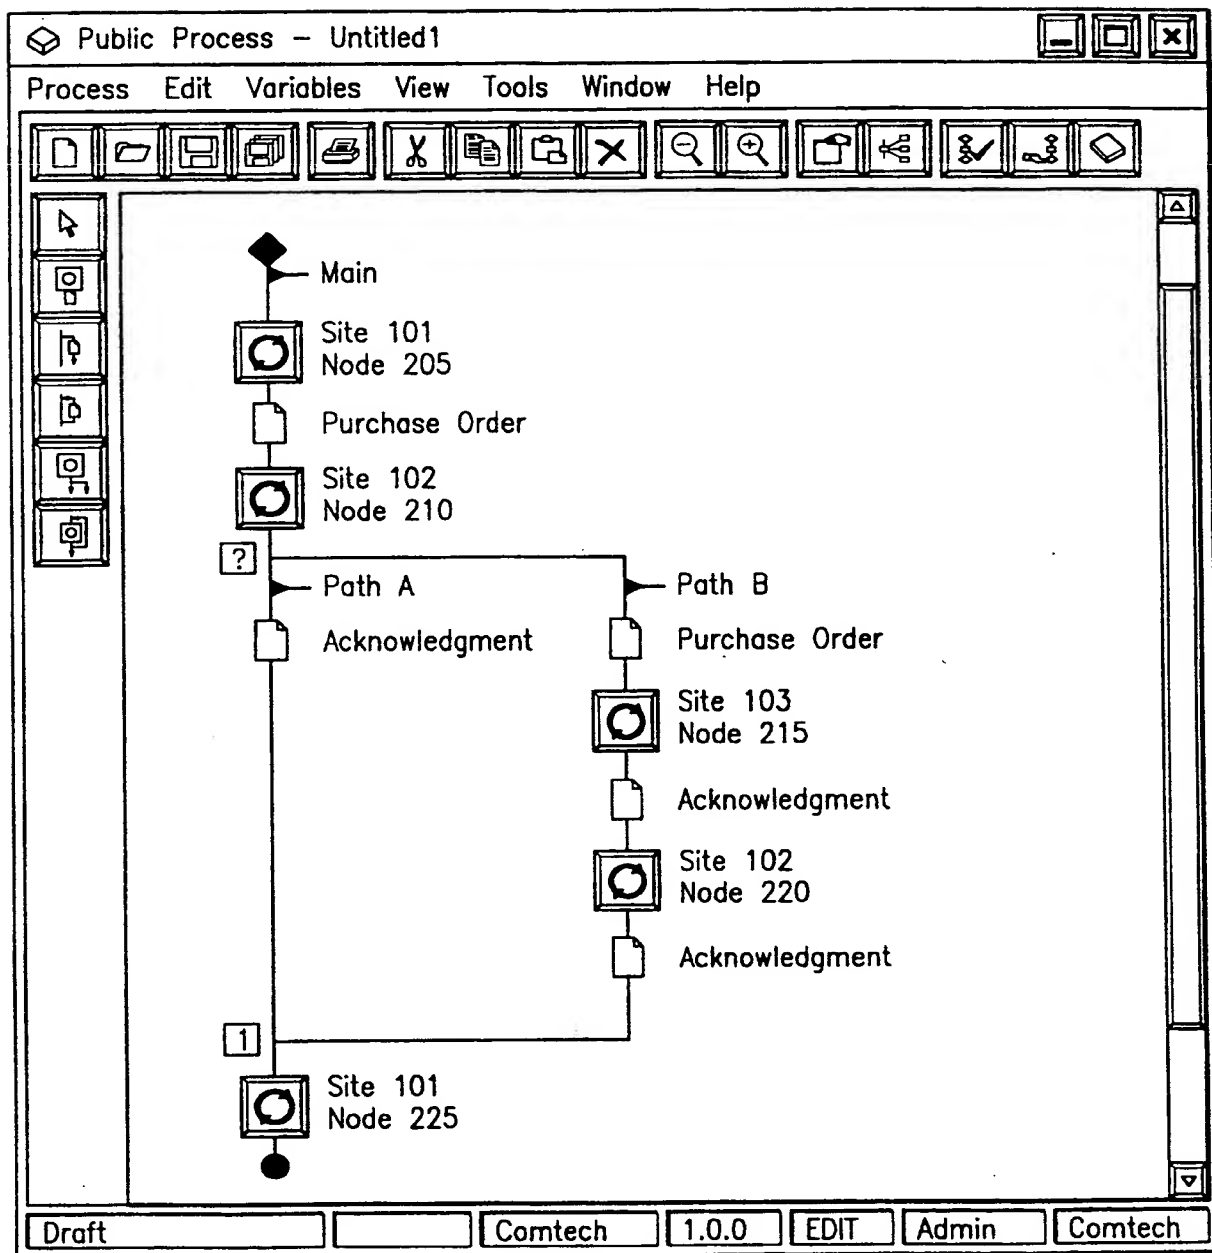 Public Process – Untitled1
Process Edit Variables View Tools Window Help
Main
Site 101
Node 205
Purchase Order
Site 102
Node 210
?
Path A
Path B
Acknowledgment
Purchase Order
Site 103
Node 215
Acknowledgment
Site 102
Node 220
Acknowledgment
1
Site 101
Node 225
Draft Comtech 1.0.0 EDIT Admin Comtech